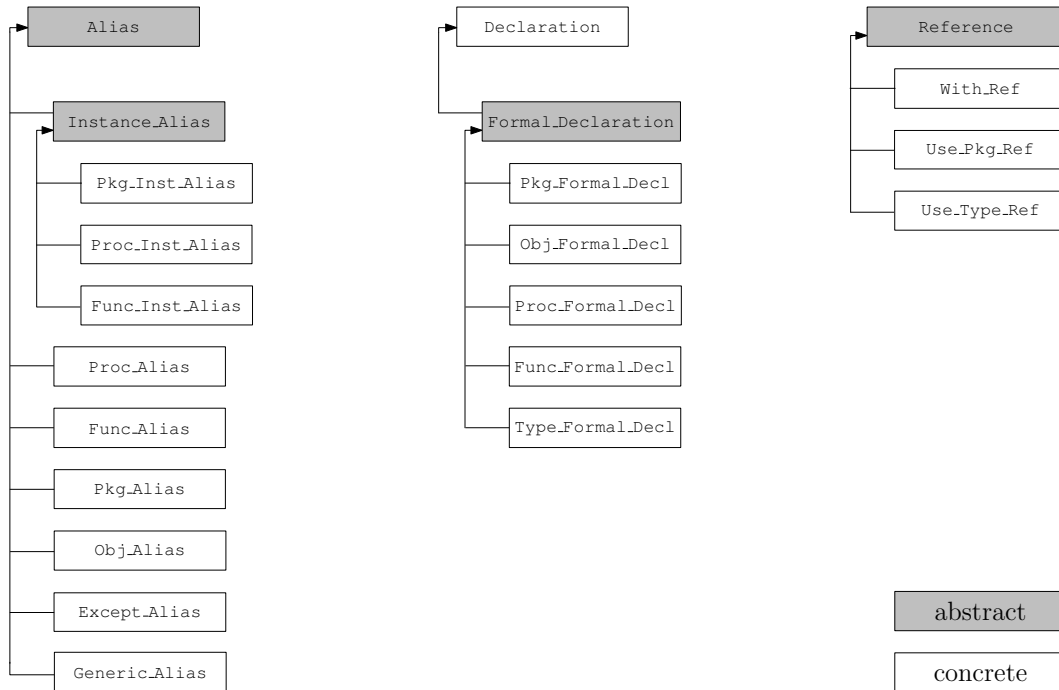 Alias
Instance_Alias
Pkg_Inst_Alias
Proc_Inst_Alias
Func_Inst_Alias
Proc_Alias
Func_Alias
Pkg_Alias
Obj_Alias
Except_Alias
Generic_Alias
Declaration
Formal_Declaration
Pkg_Formal_Decl
Obj_Formal_Decl
Proc_Formal_Decl
Func_Formal_Decl
Type_Formal_Decl
Reference
With_Ref
Use_Pkg_Ref
Use_Type_Ref
abstract
concrete